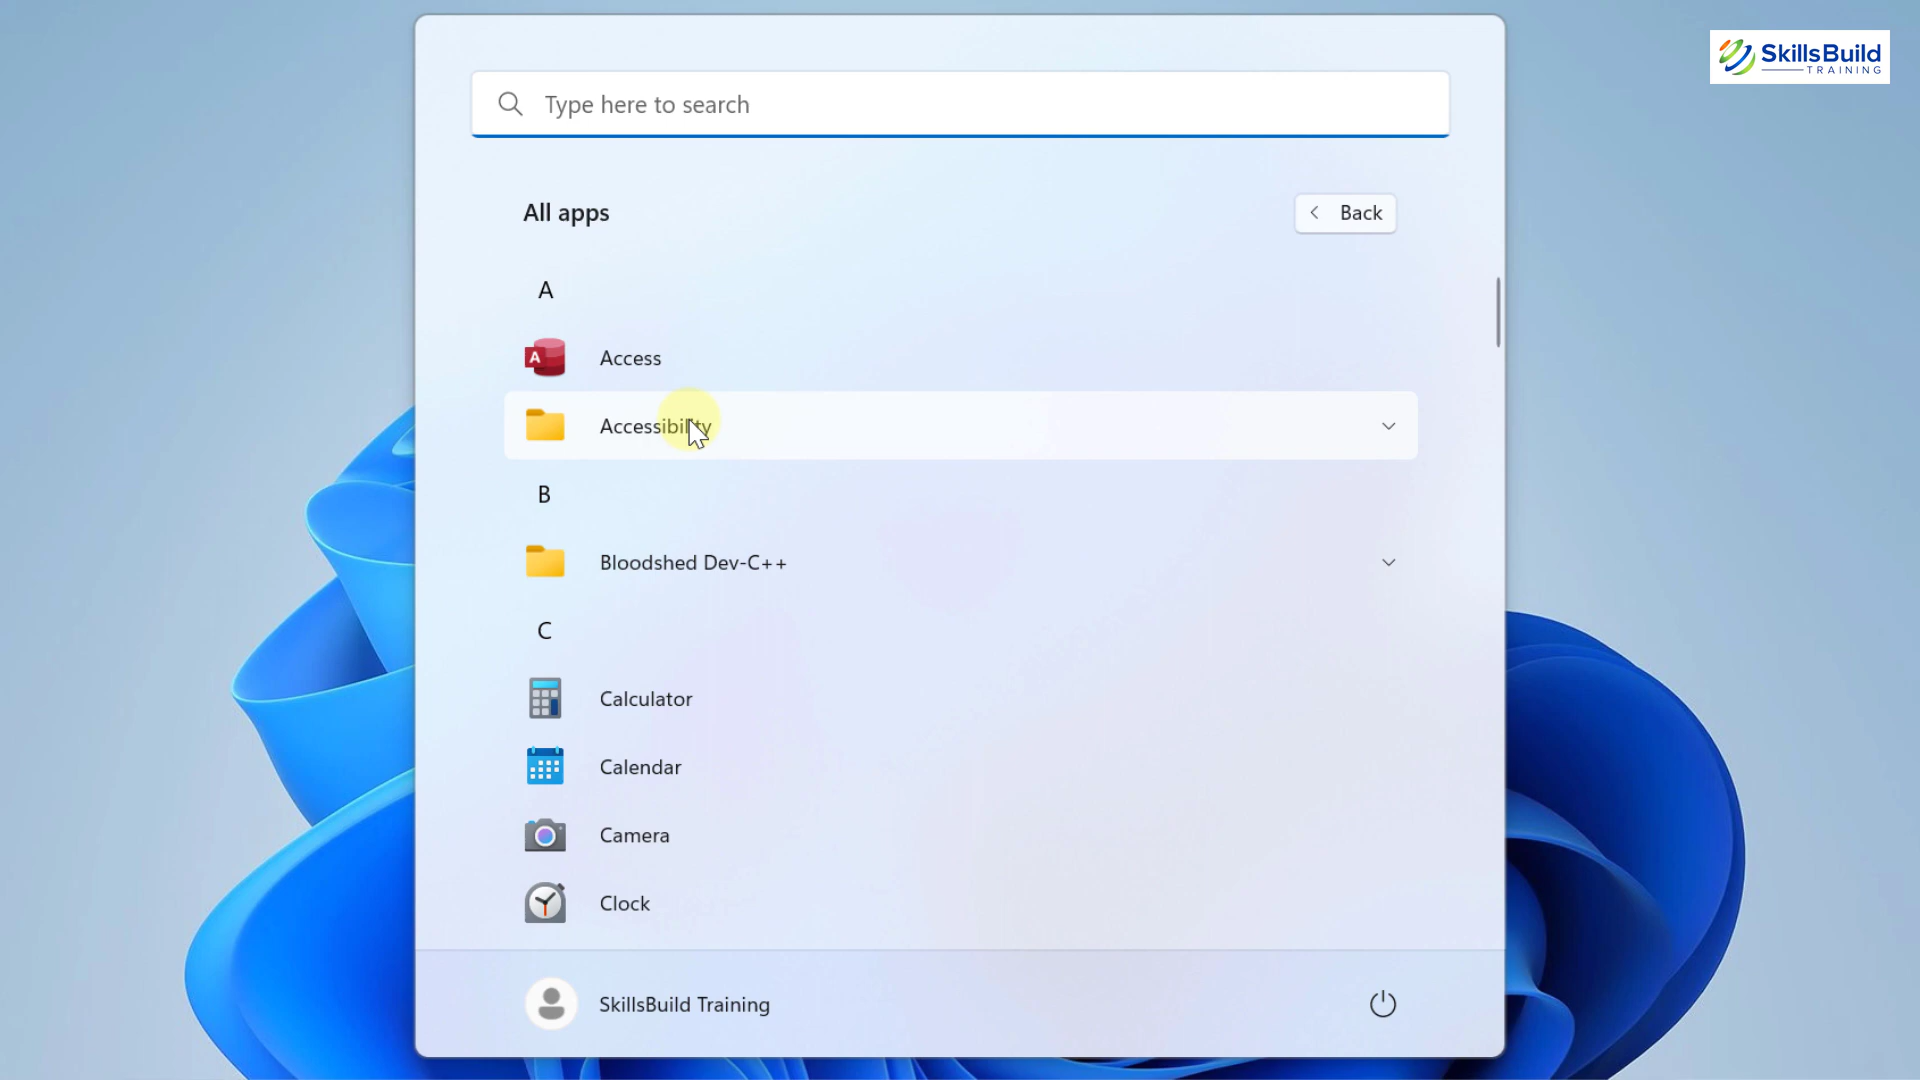 SkillsBuild
TRAINING
Type here to search
All apps
Back
A
A
Access
Accessibility
B
Bloodshed Dev-C++
C
Calculator
Calendar
Camera
Clock
SkillsBuild Training